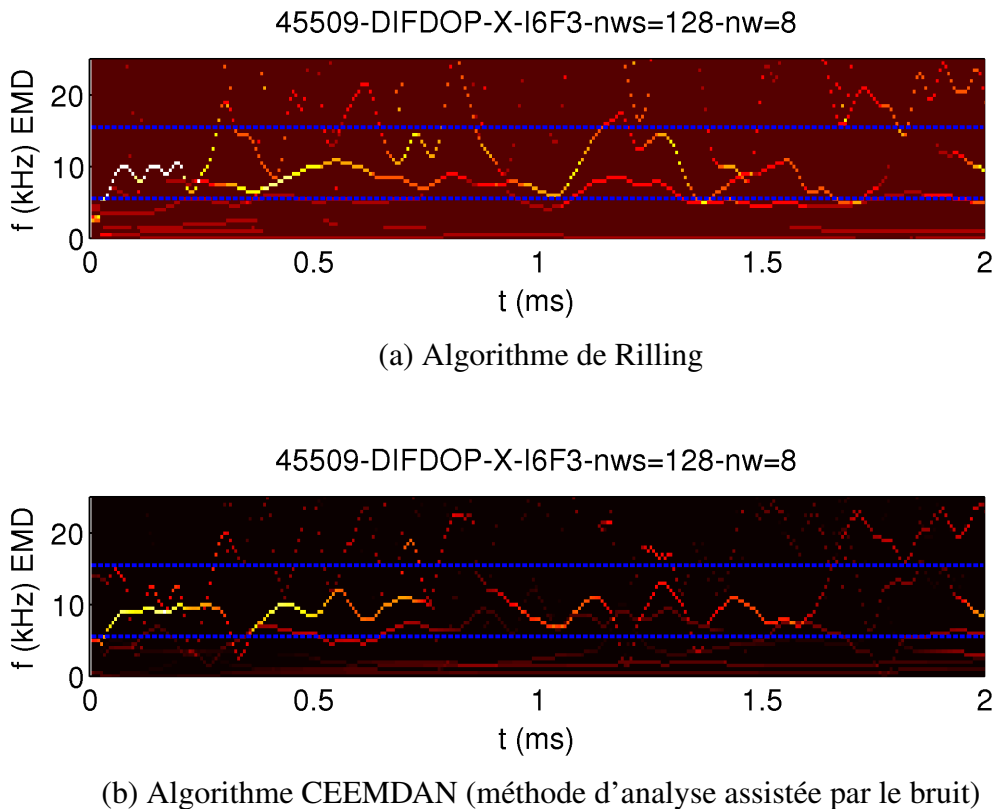 45509-DIFDOP-X-I6F3-nws=128-nw=8
f (kHz) EMD
20
10
0
0 0.5 1 1.5 2
t (ms)
(a) Algorithme de Rilling
45509-DIFDOP-X-I6F3-nws=128-nw=8
f (kHz) EMD
20
10
0
0 0.5 1 1.5 2
t (ms)
(b) Algorithme CEEMDAN (méthode d'analyse assistée par le bruit)